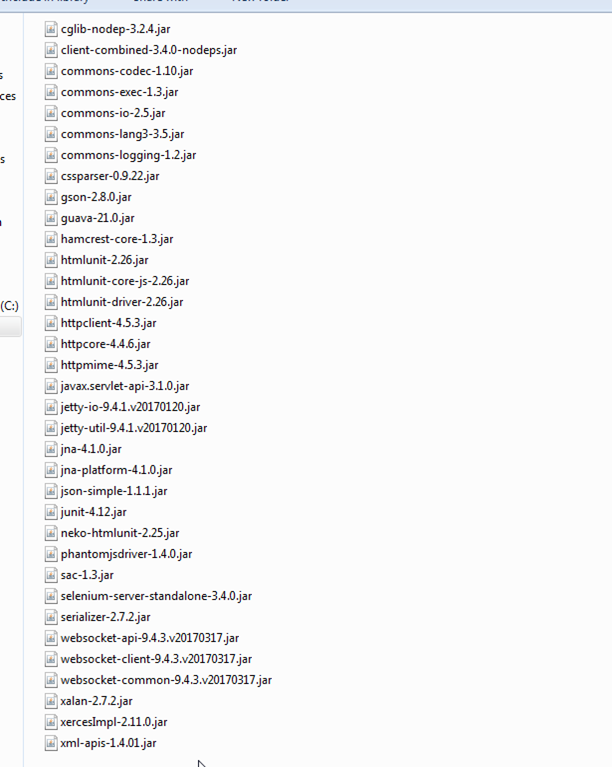 cglib-nodep-3.2.4.jar
client-combined-3.4.0-nodeps.jar
commons-codec-1.10.jar
s
commons-exec-1.3.jar
ces
commons-io-2.5.jar
commons-lang3-3.5.jar
commons-logging-1.2.jar
s
cssparser-0.9.22.jar
gson-2.8.0.jar
guava-21.0.jar
hamcrest-core-1.3.jar
htmlunit-2.26.jar
htmlunit-core-js-2.26.jar
htmlunit-driver-2.26.jar
(C:)
httpclient-4.5.3.jar
httpcore-4.4.6.jar
httpmime-4.5.3.jar
javax.servlet-api-3.1.0.jar
jetty-io-9.4.1.v20170120.jar
jetty-util-9.4.1.v20170120.jar
jna-4.1.0.jar
jna-platform-4.1.0.jar
json-simple-1.1.1.jar
junit-4.12.jar
neko-htmlunit-2.25.jar
phantomjsdriver-1.4.0.jar
sac-1.3.jar
selenium-server-standalone-3.4.0.jar
serializer-2.7.2.jar
websocket-api-9.4.3.v20170317.jar
websocket-client-9.4.3.v20170317.jar
websocket-common-9.4.3.v20170317.jar
xalan-2.7.2.jar
xercesImpl-2.11.0.jar
xml-apis-1.4.01.jar